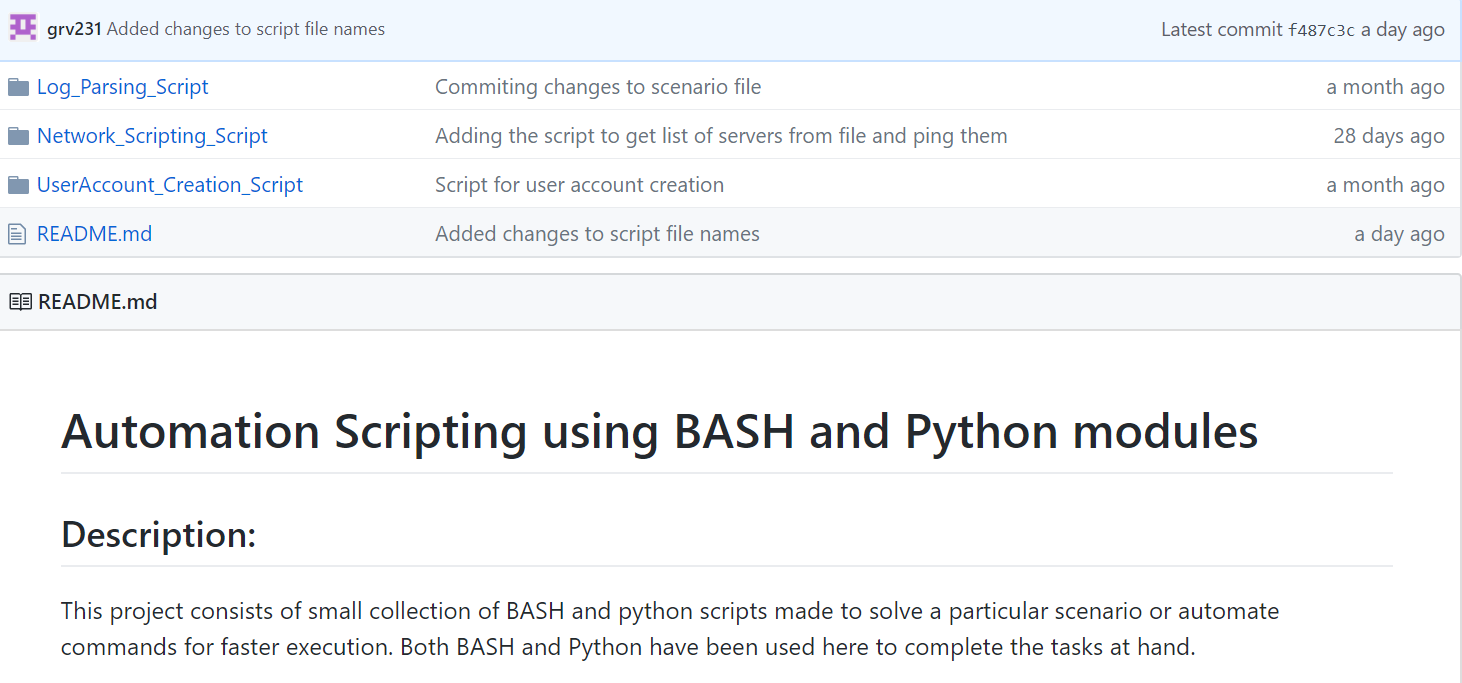 grv231 Added changes to script file names Latest commit f487c3c a day ago
Log_Parsing_Script Commiting changes to scenario file a month ago
Network_Scripting_Script Adding the script to get list of servers from file and ping them 28 days ago
UserAccount_Creation_Script Script for user account creation a month ago
README.md Added changes to script file names a day ago
README.md
Automation Scripting using BASH and Python modules
Description:
This project consists of small collection of BASH and python scripts made to solve a particular scenario or automate
commands for faster execution. Both BASH and Python have been used here to complete the tasks at hand.